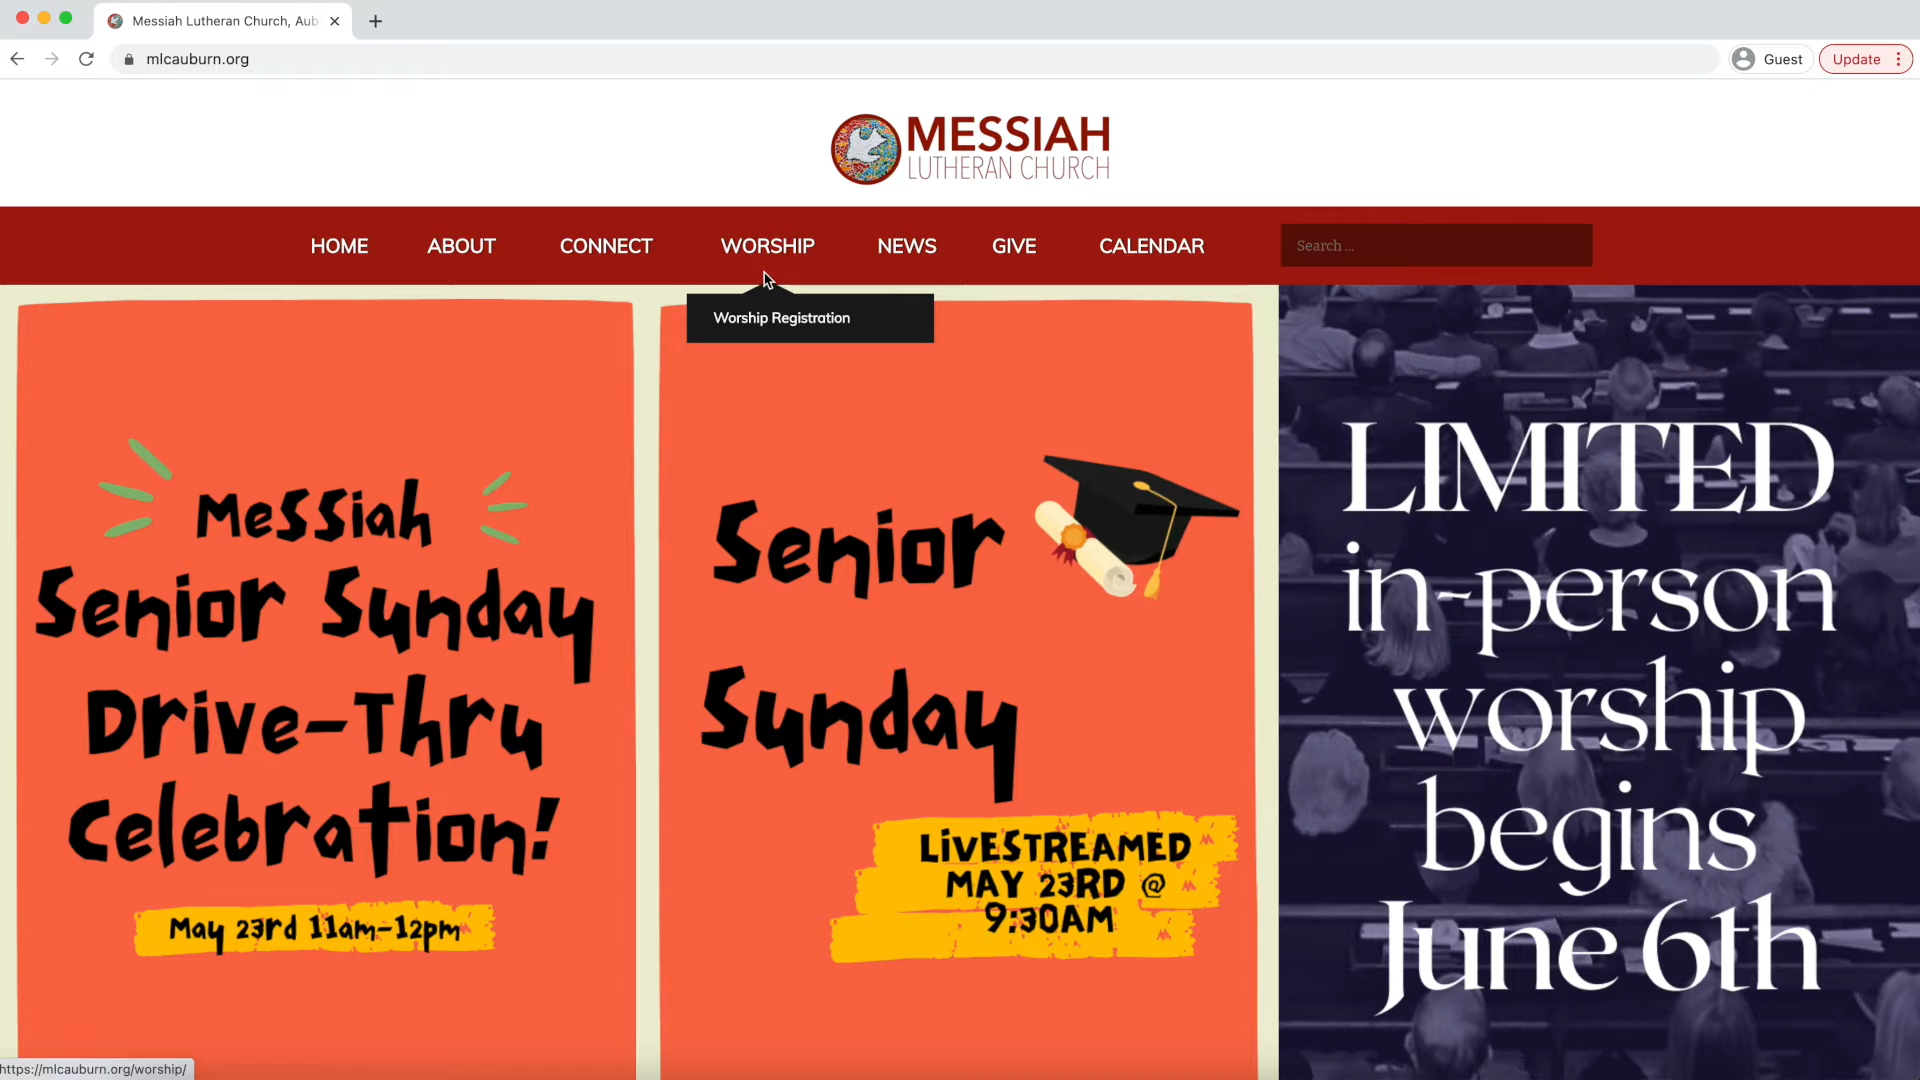 Messiah Lutheran Church, Aub
mlcauburn.org
Guest
Update
MESSIAH
LUTHERAN CHURCH
HOME ABOUT CONNECT WORSHIP NEWS GIVE CALENDAR Search ...
Worship Registration
Messiah
Senior Sunday
Drive-Thru
Celebration!
May 23rd 11am-12pm
Senior
Sunday
LiVESTREAMED
MAY 23RD @
9:30AM
LIMITED
in-person
worship
begins
June 6th
https://mlcauburn.org/worship/